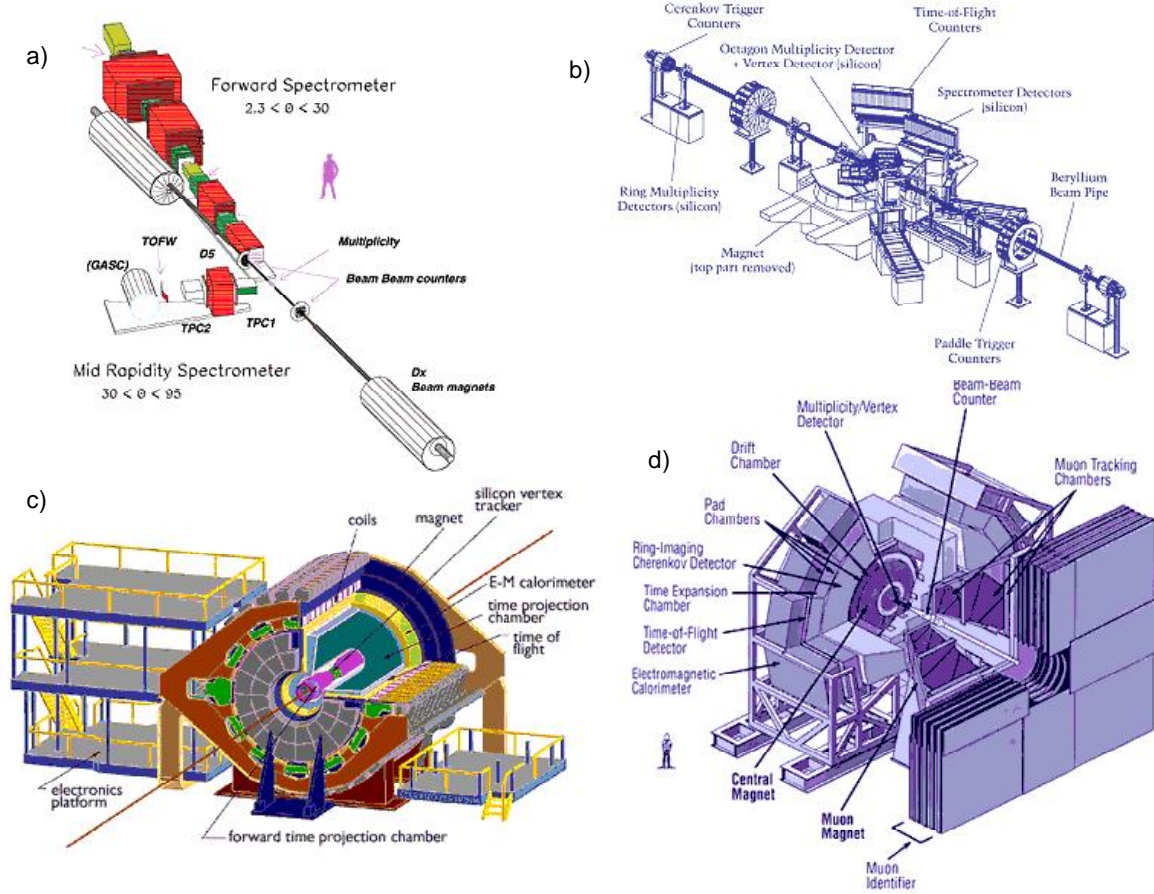 a)
Forward Spectrometer
2.3 < θ < 30
TOFW
(GASC)
D5
Multiplicity
Beam Beam counters
TPC2
TPC1
Mid Rapidity Spectrometer
30 < θ < 95
Dx
Beam magnets
b)
Cerenkov Trigger
Counters
Time-of-Flight
Counters
Octagon Multiplicity Detector
+ Vertex Detector (silicon)
Spectrometer Detectors
(silicon)
Ring Multiplicity
Detectors (silicon)
Beryllium
Beam Pipe
Magnet
(top part removed)
Paddle Trigger
Counters
c)
silicon vertex
tracker
magnet
coils
E-M calorimeter
time projection
chamber
time of
flight
electronics
platform
forward time projection chamber
d)
Beam-Beam
Counter
Multiplicity/Vertex
Detector
Drift
Chamber
Muon Tracking
Chambers
Pad
Chambers
Ring-Imaging
Cherenkov Detector
Time Expansion
Chamber
Time-of-Flight
Detector
Electromagnetic
Calorimeter
Central
Magnet
Muon
Magnet
Muon
Identifier